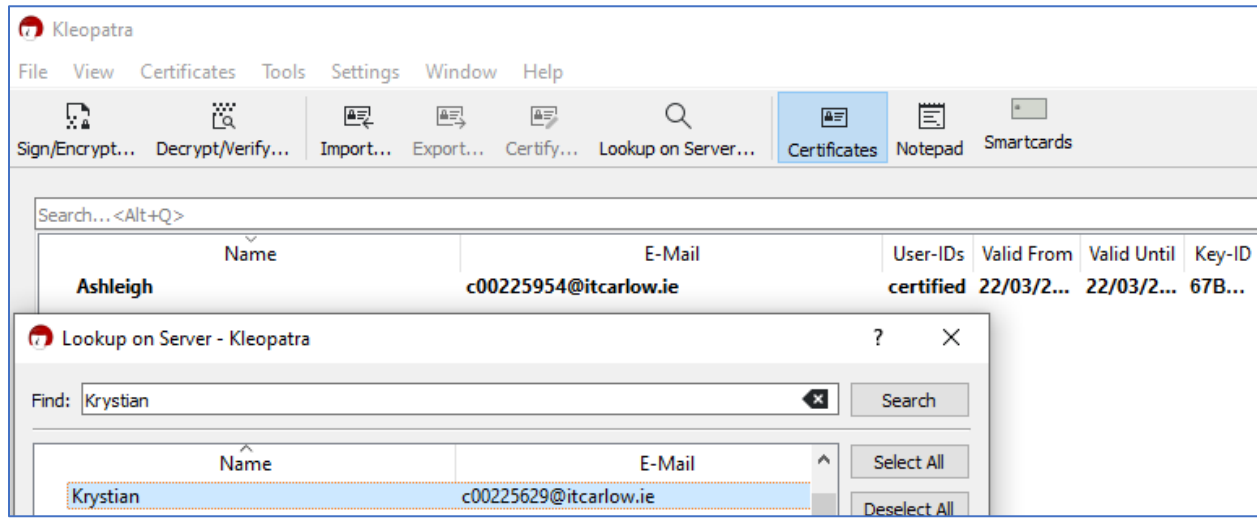 Kleopatra
File View Certificates Tools Settings Window Help
Sign/Encrypt... Decrypt/Verify... Import... Export... Certify... Lookup on Server... Certificates Notepad Smartcards
Search...<Alt+Q>
Name E-Mail User-IDs Valid From Valid Until Key-ID
Ashleigh c00225954@itcarlow.ie certified 22/03/2... 22/03/2... 67B...
Lookup on Server - Kleopatra ?
Find: Krystian Search
Name E-Mail Select All
Krystian c00225629@itcarlow.ie Deselect All